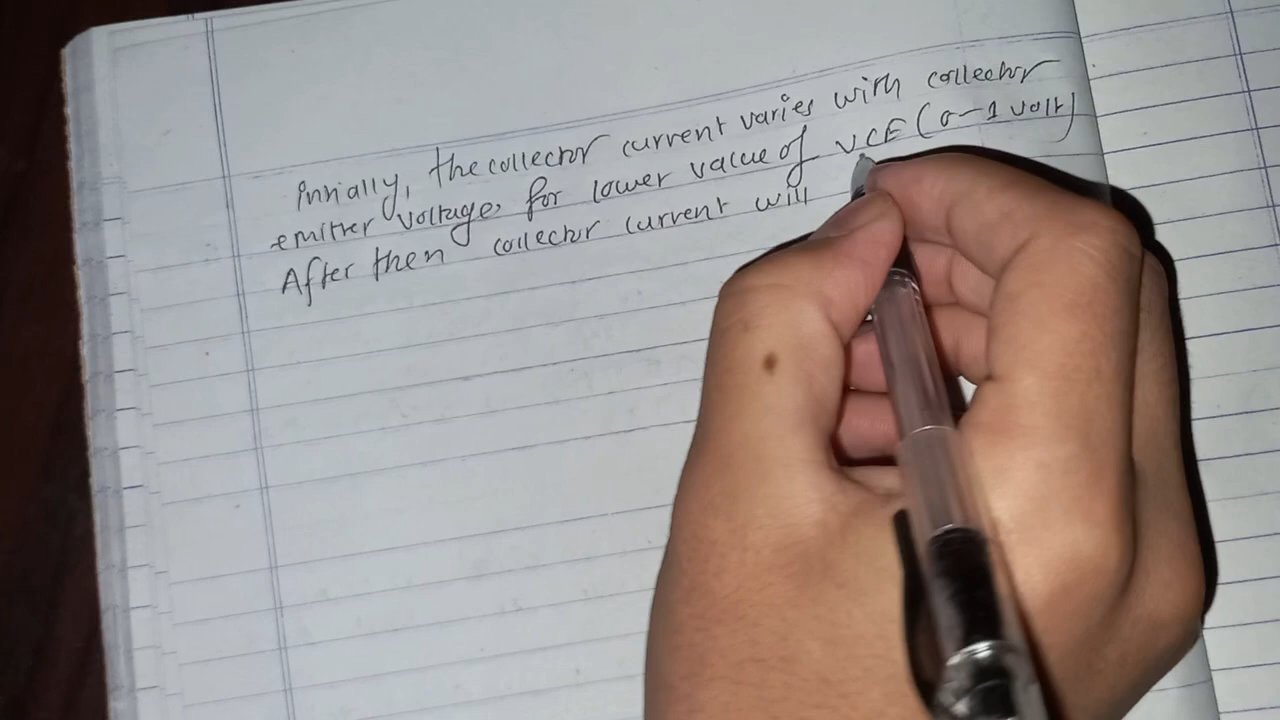 Initially, the collector current varies with collector
emitter voltage, for lower value of VCE (0-1 volt)
After then collector current will